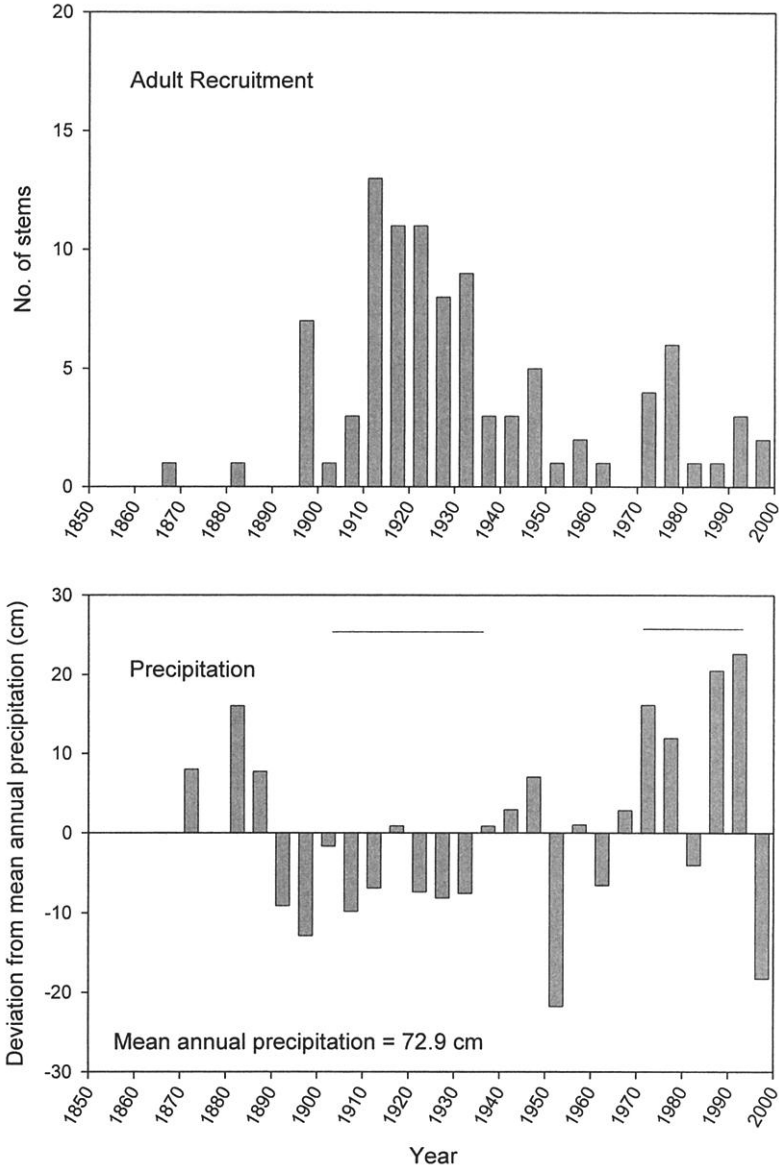 20
Adult Recruitment
15
No. of stems
10
5
0
1850 1860 1870 1880 1890 1900 1910 1920 1930 1940 1950 1960 1970 1980 1990 2000
30
Deviation from mean annual precipitation (cm)
20
Precipitation
10
0
-10
-20
Mean annual precipitation = 72.9 cm
-30
1850 1860 1870 1880 1890 1900 1910 1920 1930 1940 1950 1960 1970 1980 1990 2000
Year